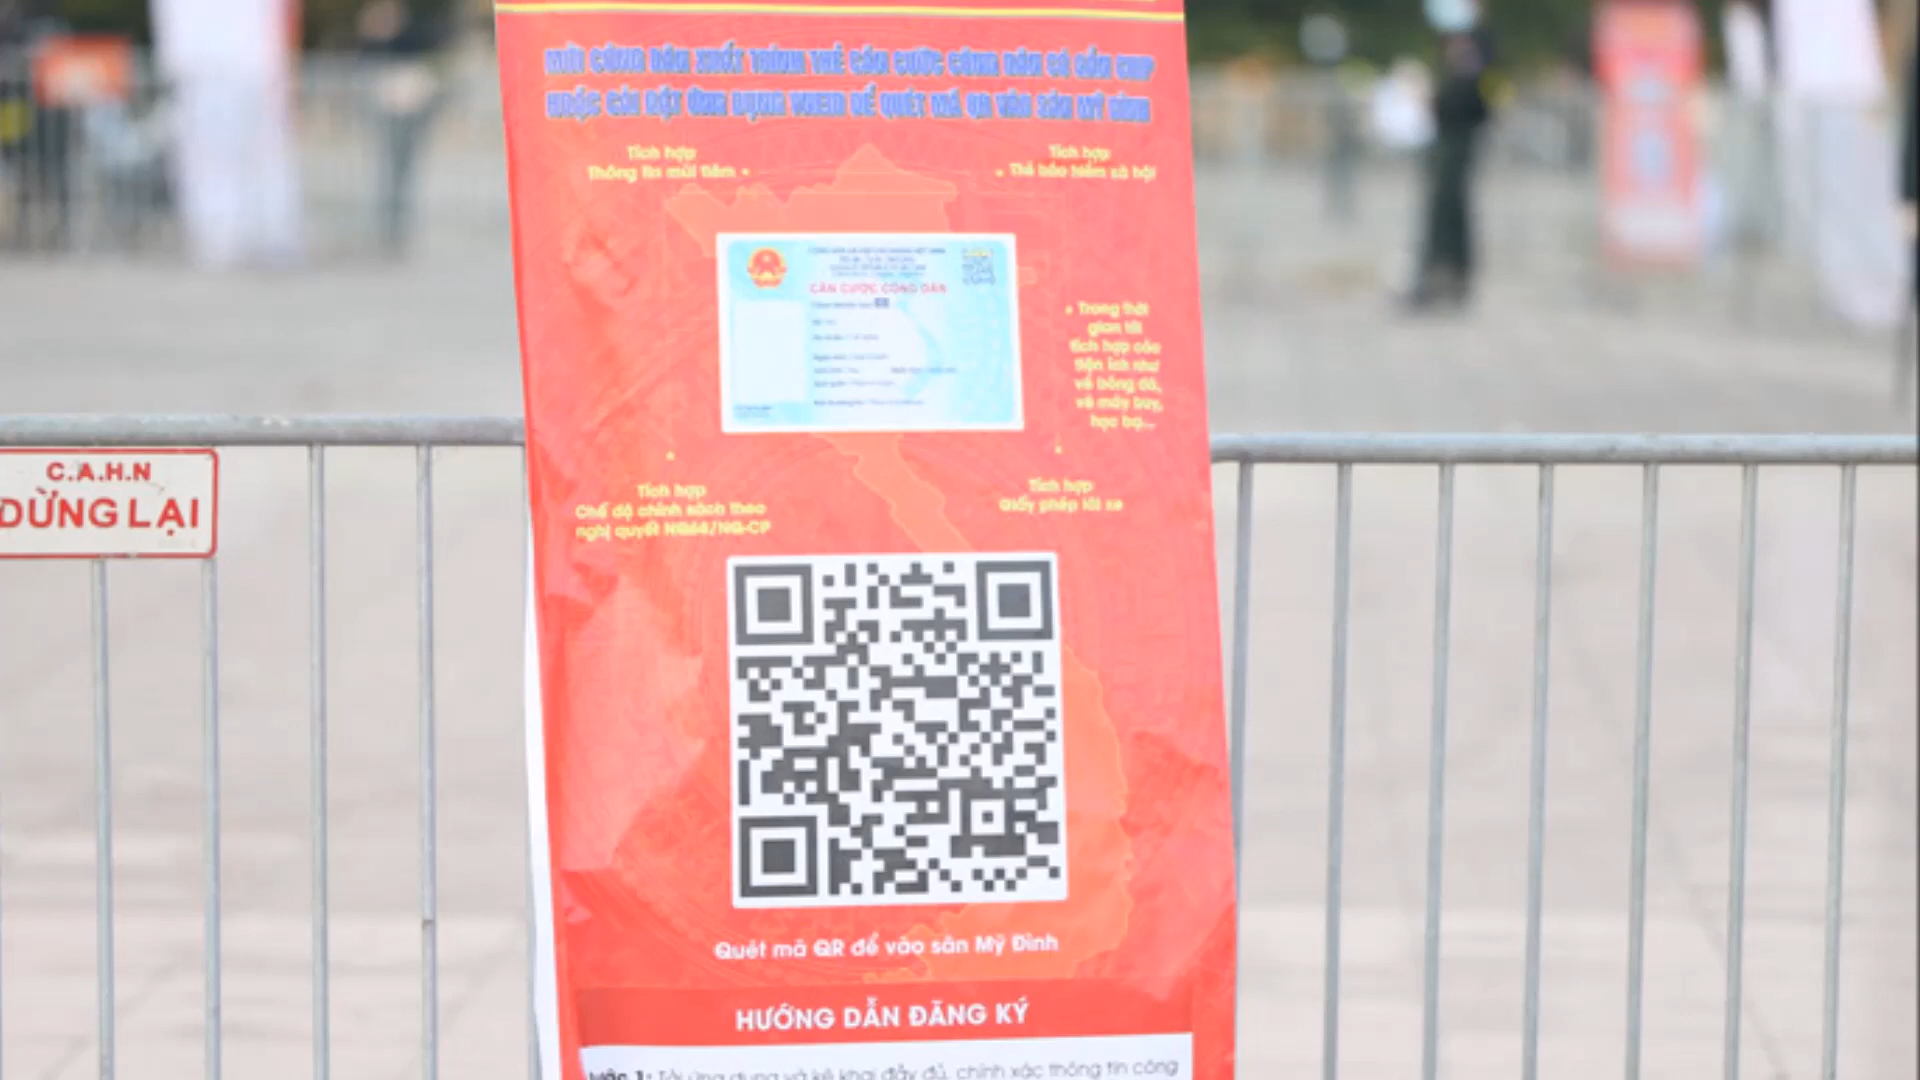 MỜI CÔNG DÂN XUẤT TRÌNH THẺ CĂN CƯỚC CÔNG DÂN CÓ GẮN CHIP
HOẶC CÀI ĐẶT ỨNG DỤNG VNEID ĐỂ QUÉT MÃ QR VÀO SÂN MỸ ĐÌNH
Tích hợp
Thông tin mũi tiêm
Tích hợp
Thẻ bảo hiểm xã hội
CĂN CƯỚC CÔNG DÂN
Trong thời
gian tới
tích hợp các
tiện ích như
vé bóng đá,
vé máy bay,
học bạ...
C.A.H.N
DỪNG LẠI
Tích hợp
Chế độ chính sách theo
nghị quyết NQ68/NQ-CP
Tích hợp
Giấy phép lái xe
Quét mã QR để vào sân Mỹ Đình
HƯỚNG DẪN ĐĂNG KÝ
1: Tải ứng dụng và kê khai đầy đủ, chính xác thông tin công